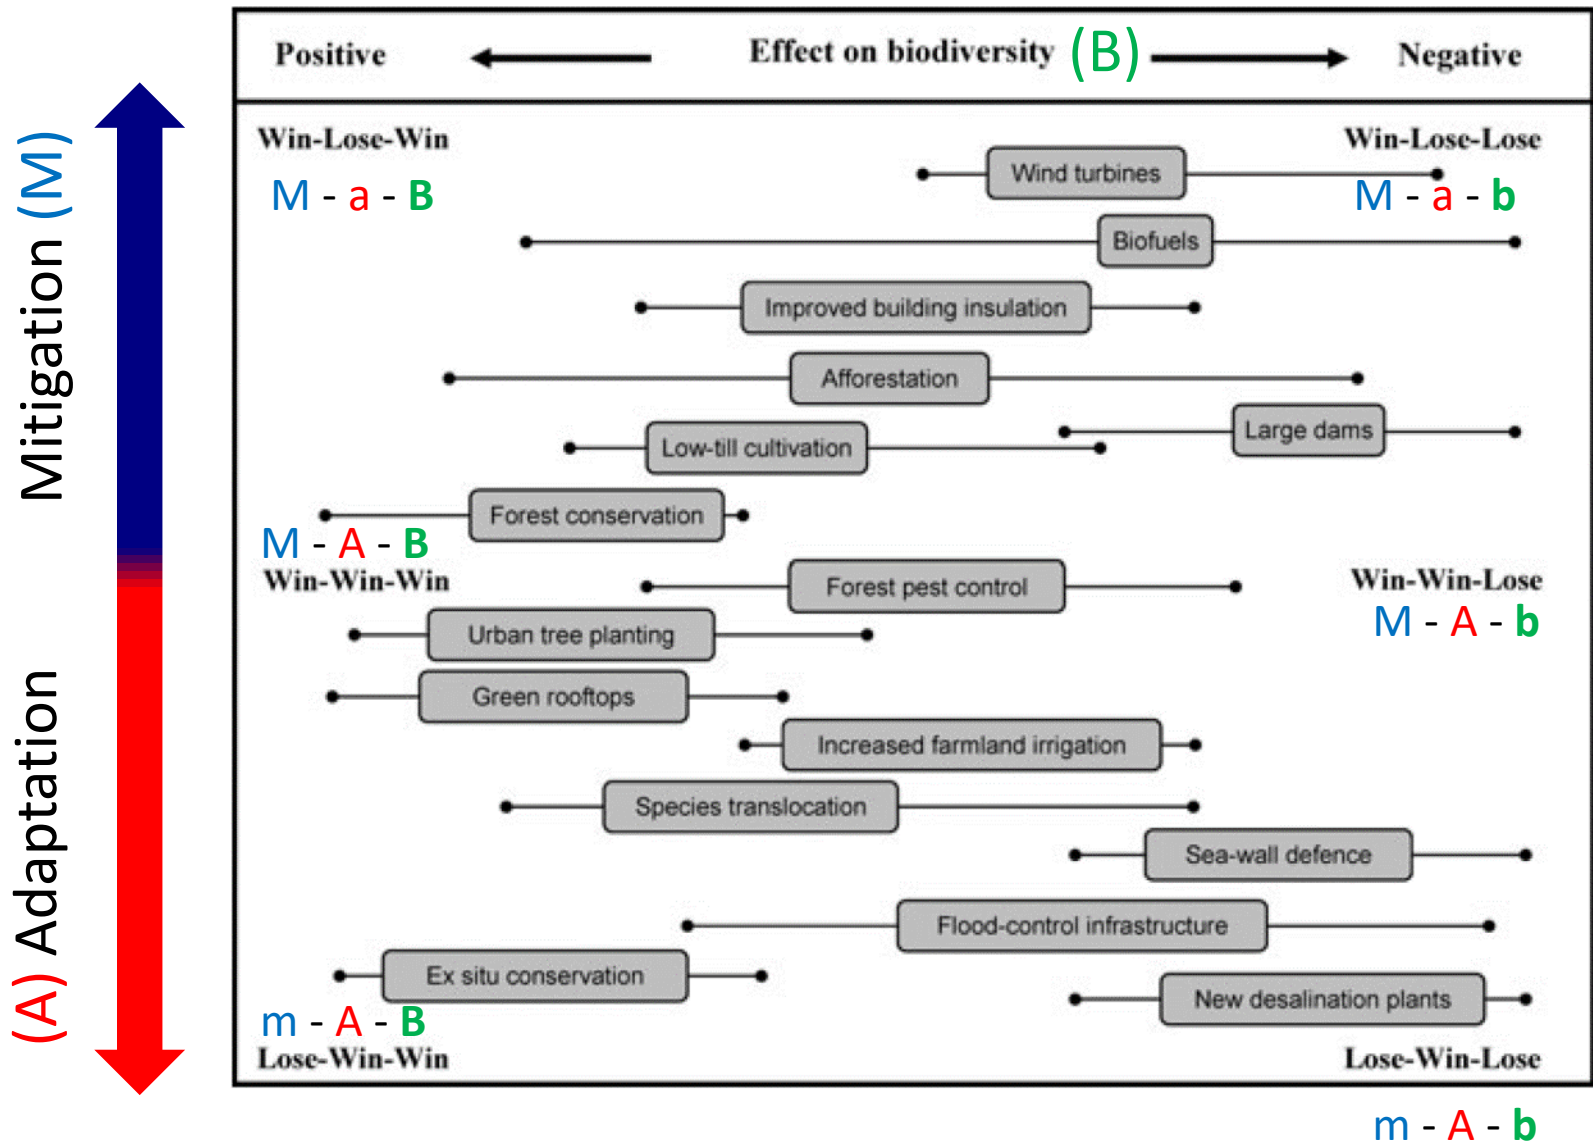 Positive
Effect on biodiversity (B)
Negative
Mitigation (M)
(A) Adaptation
Win-Lose-Win
M - a - B
Win-Lose-Lose
M - a - b
Wind turbines
Biofuels
Improved building insulation
Afforestation
Large dams
Low-till cultivation
Forest conservation
M - A - B
Win-Win-Win
Forest pest control
Win-Win-Lose
M - A - b
Urban tree planting
Green rooftops
Increased farmland irrigation
Species translocation
Sea-wall defence
Flood-control infrastructure
Ex situ conservation
New desalination plants
m - A - B
Lose-Win-Win
Lose-Win-Lose
m - A - b